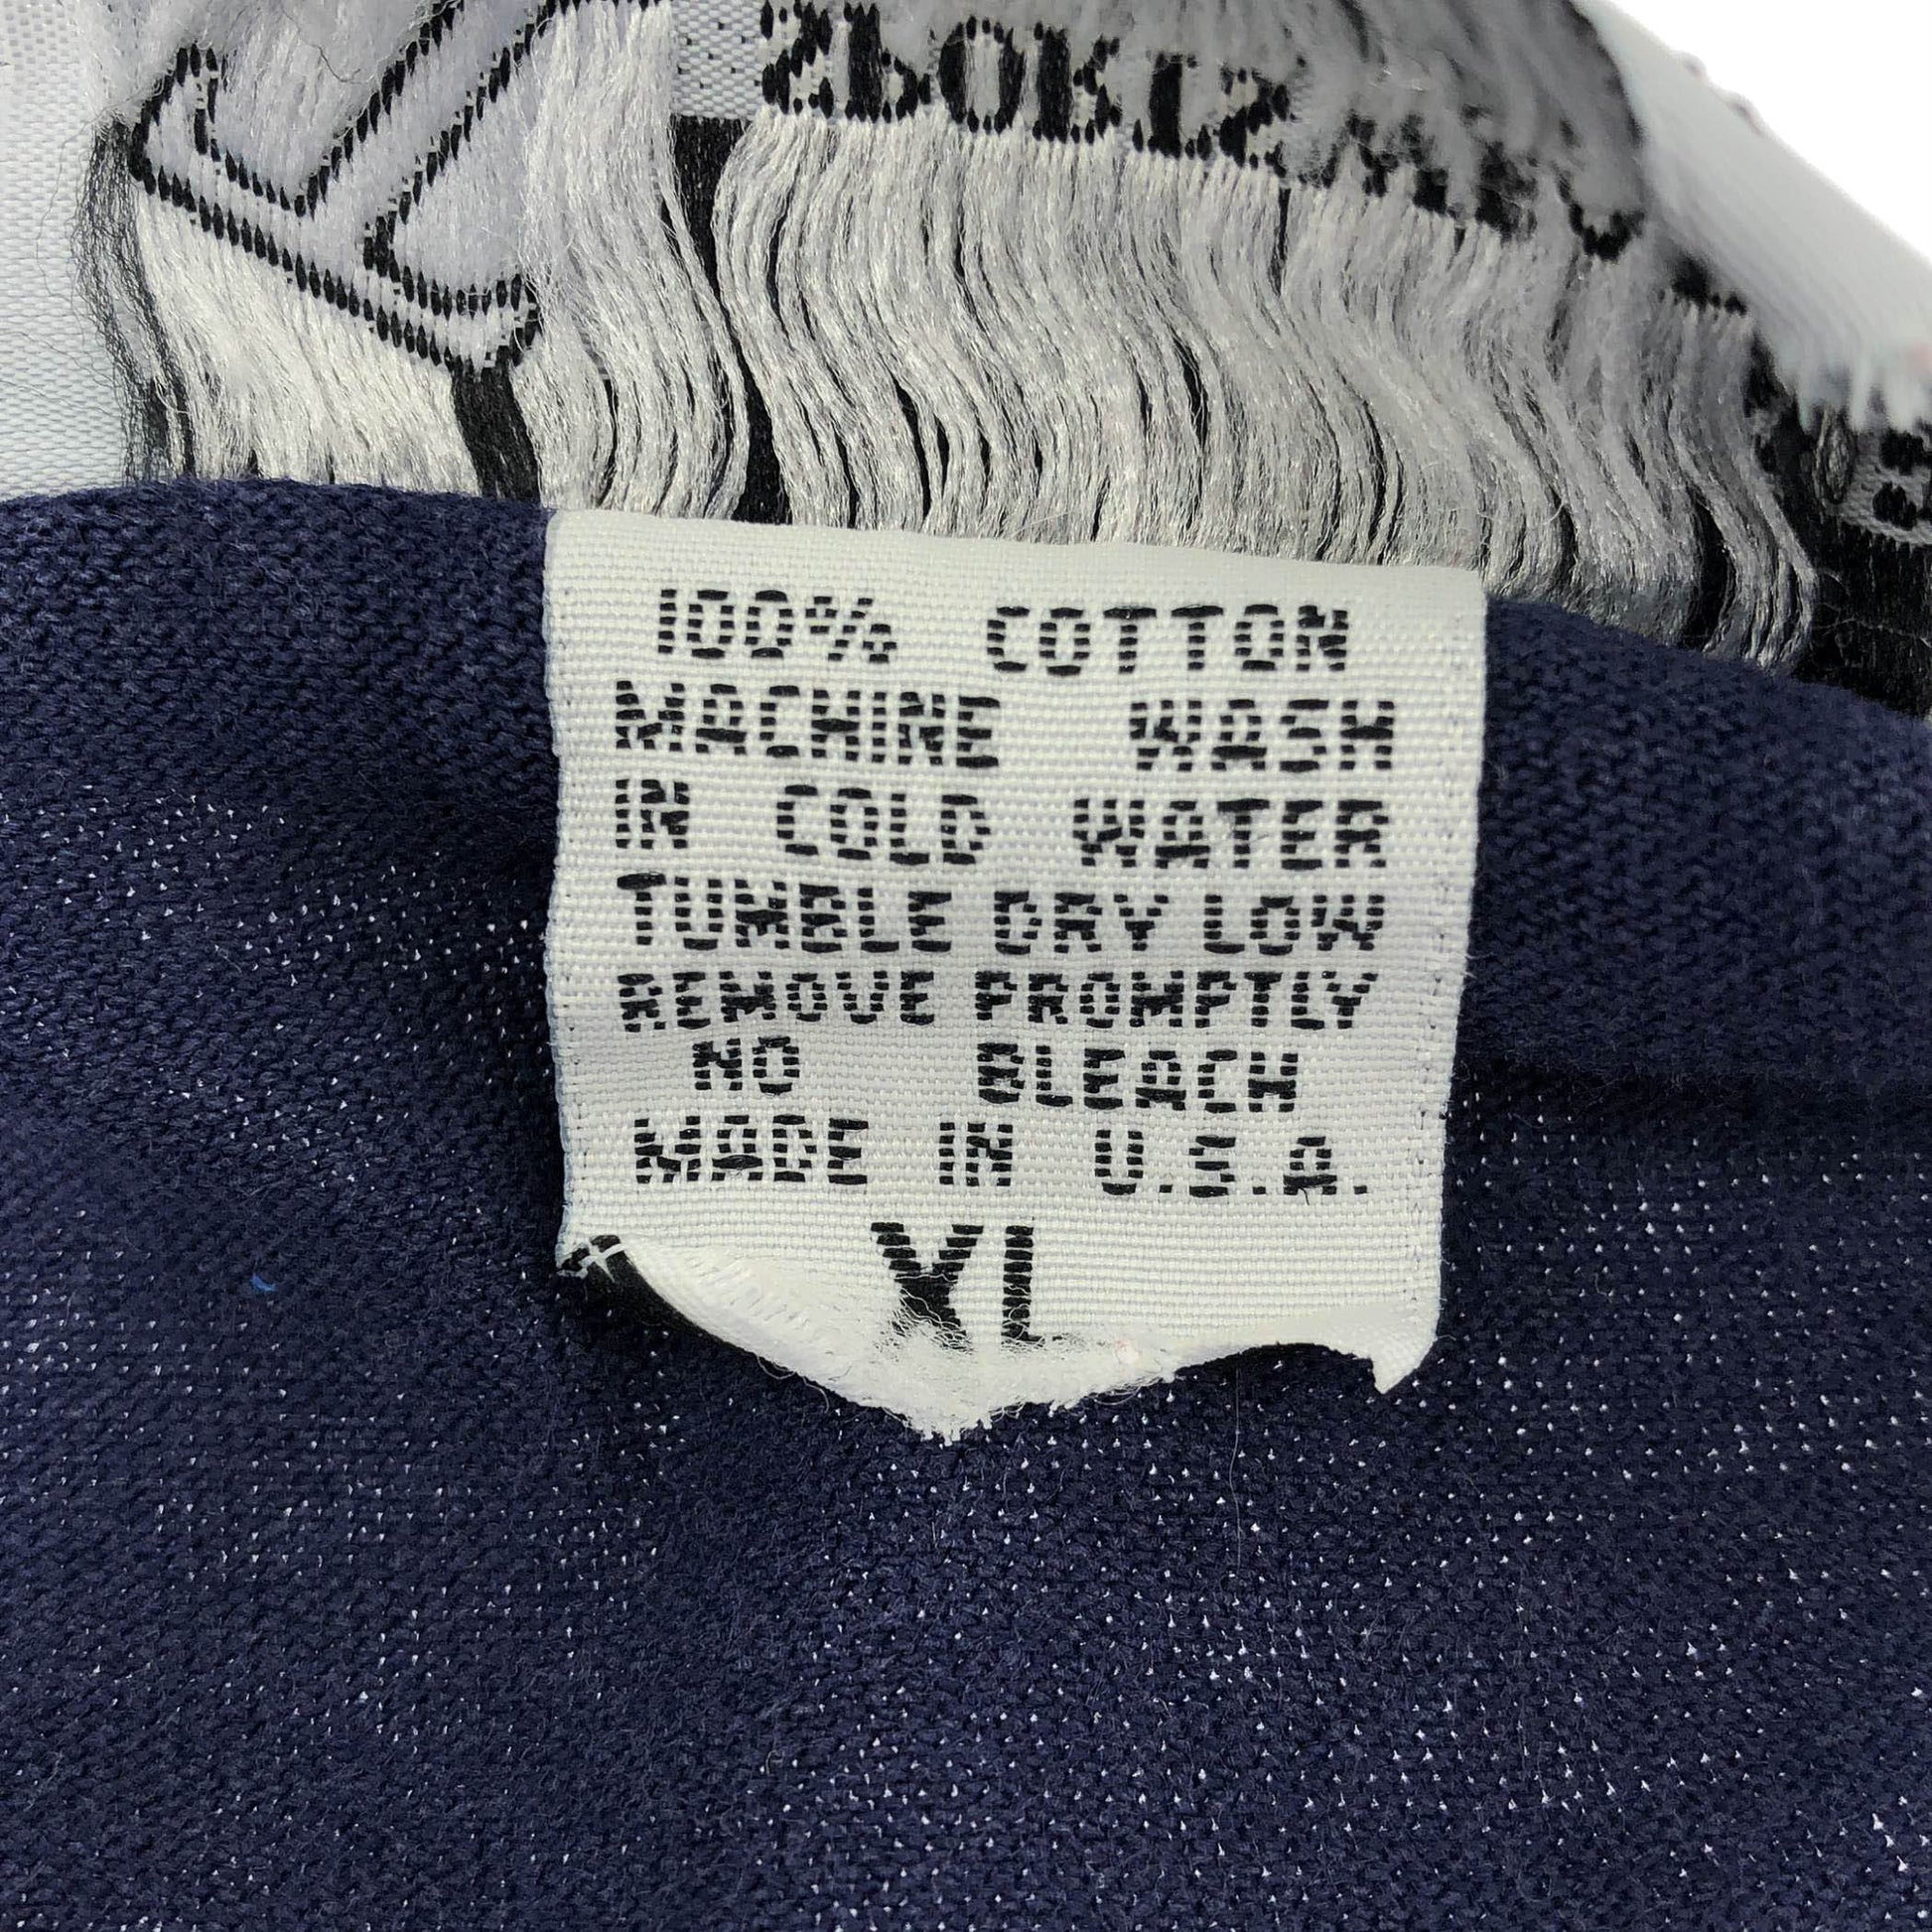 100% COTTON
MACHINE WASH
IN COLD WATER
TUMBLE DRY LOW
REMOVE PROMPTLY
NO BLEACH
MADE IN U.S.A.
XL